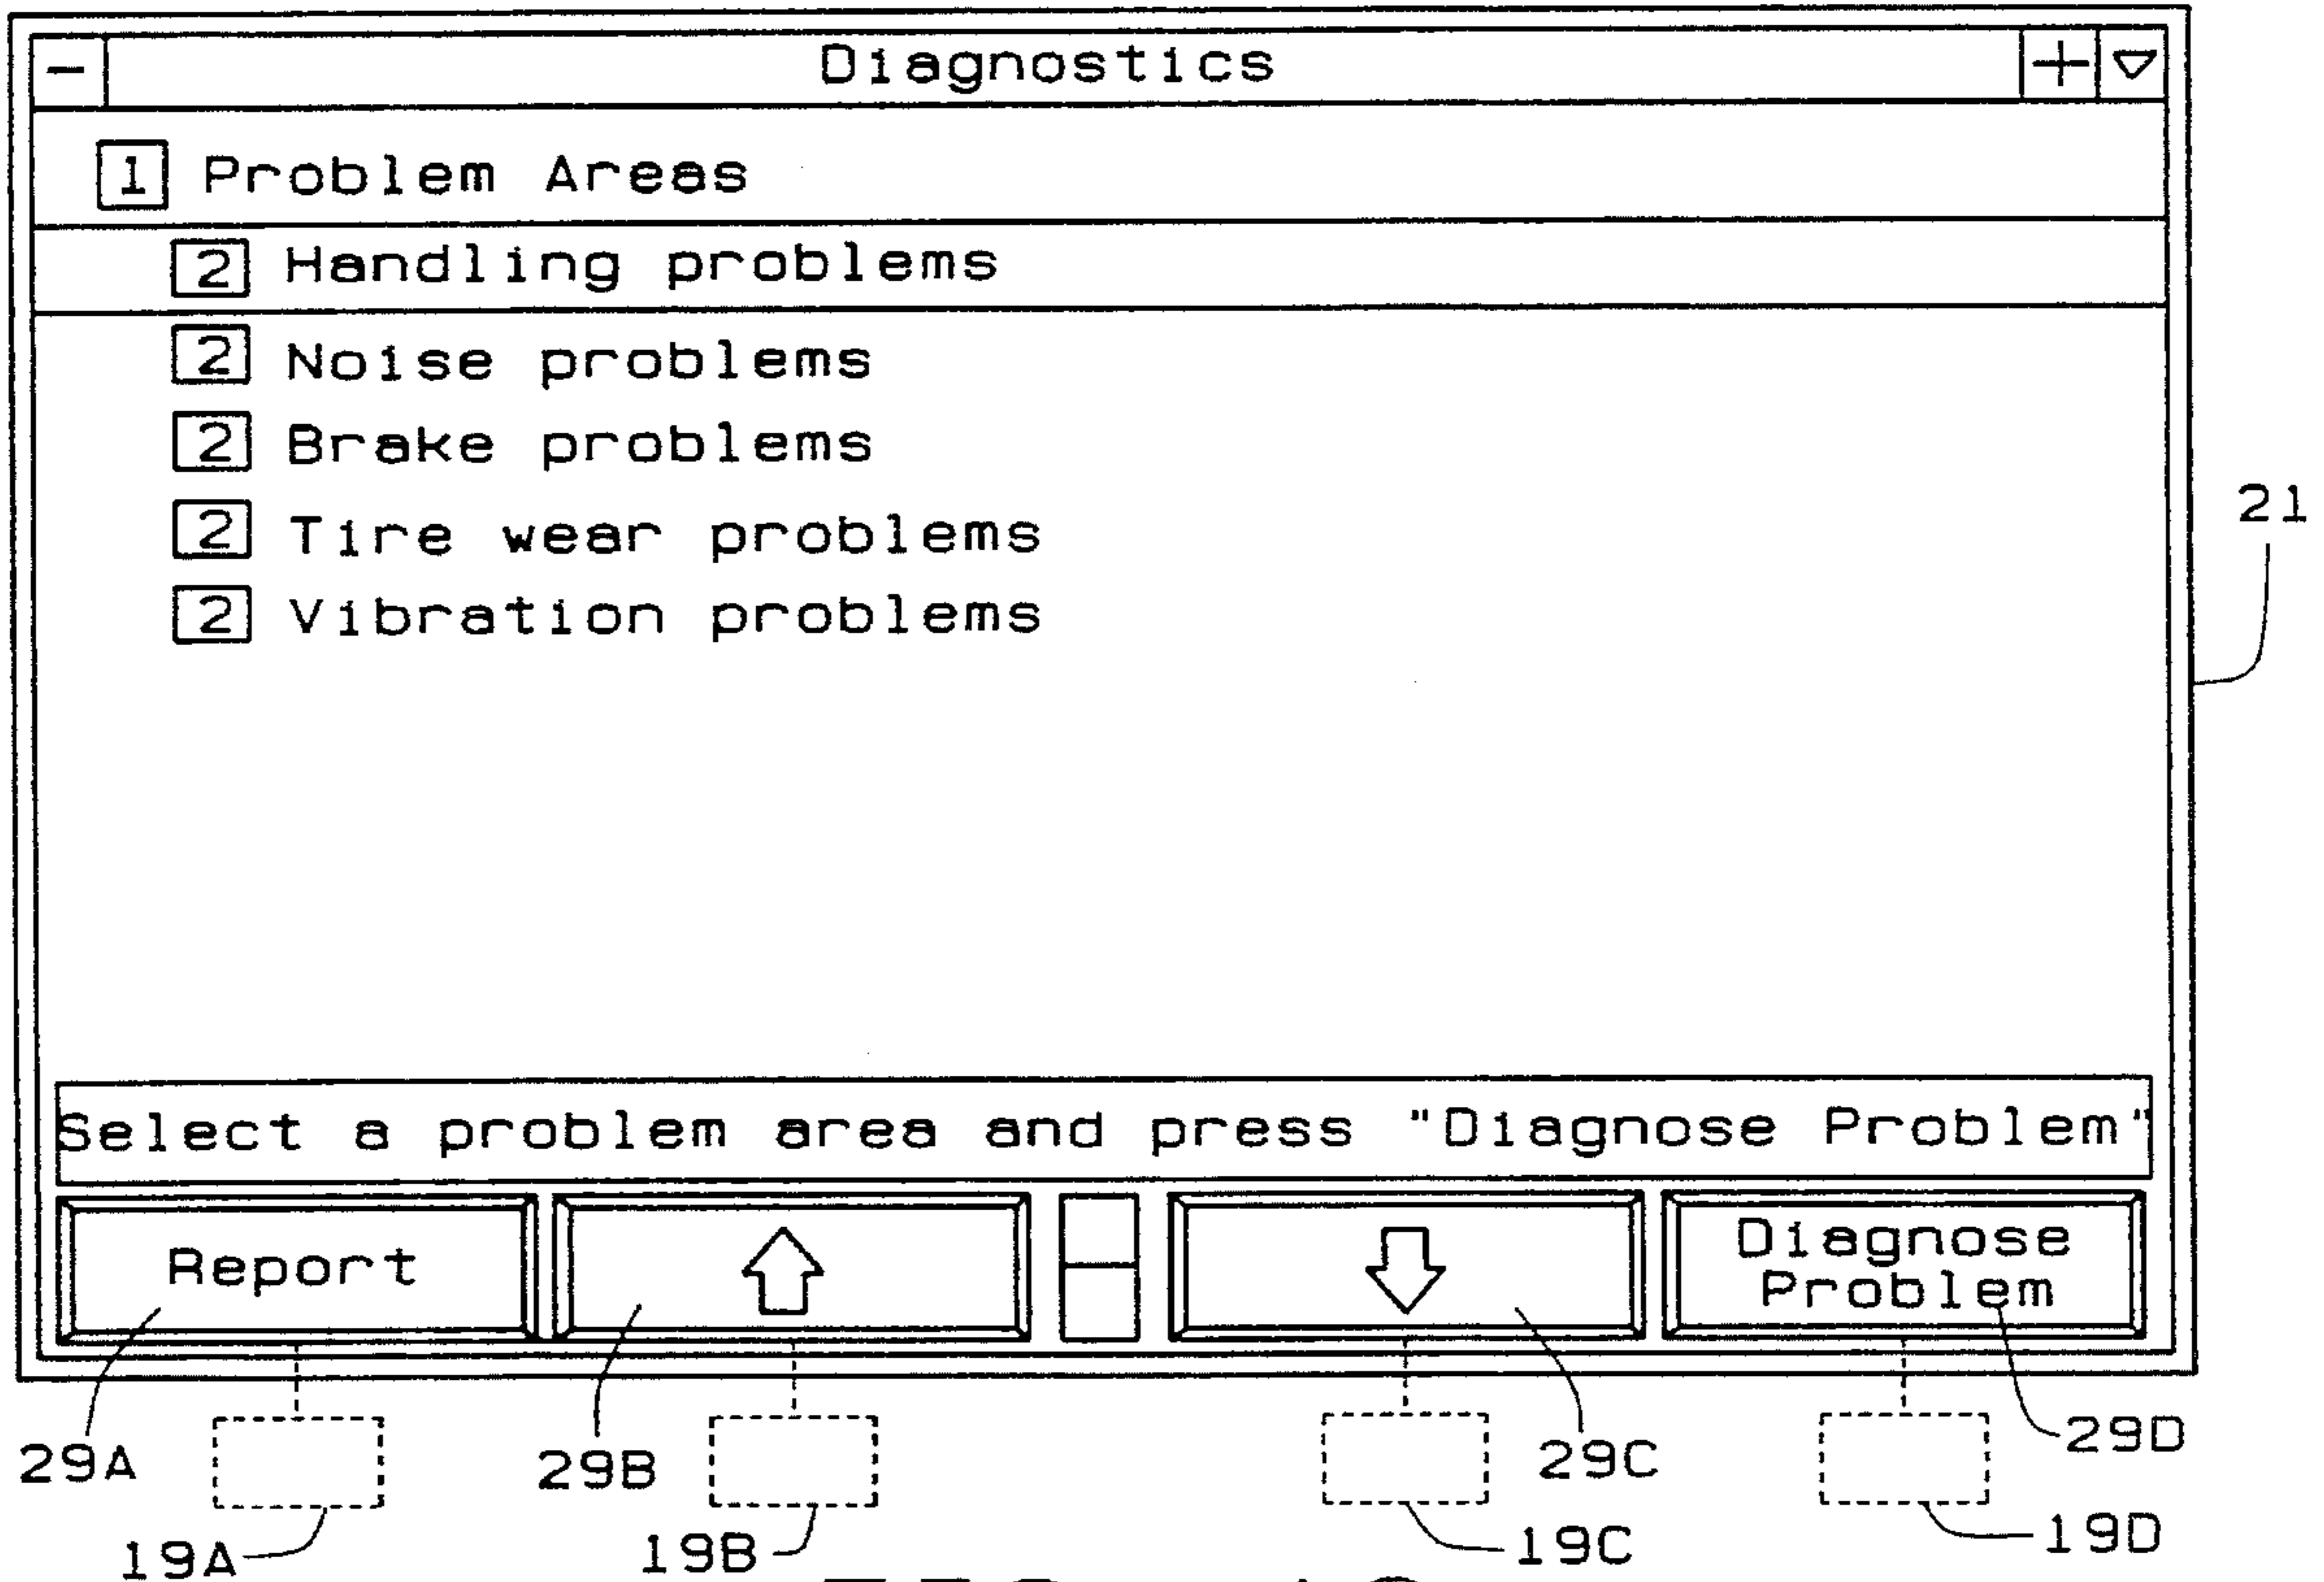 Diagnostics
1 Problem Areas
2 Handling problems
2 Noise problems
2 Brake problems
2 Tire wear problems
2 Vibration problems
21
Select a problem area and press "Diagnose Problem"
Report
Diagnose
Problem
29A
29B
29C
29D
19A
19B
19C
19D